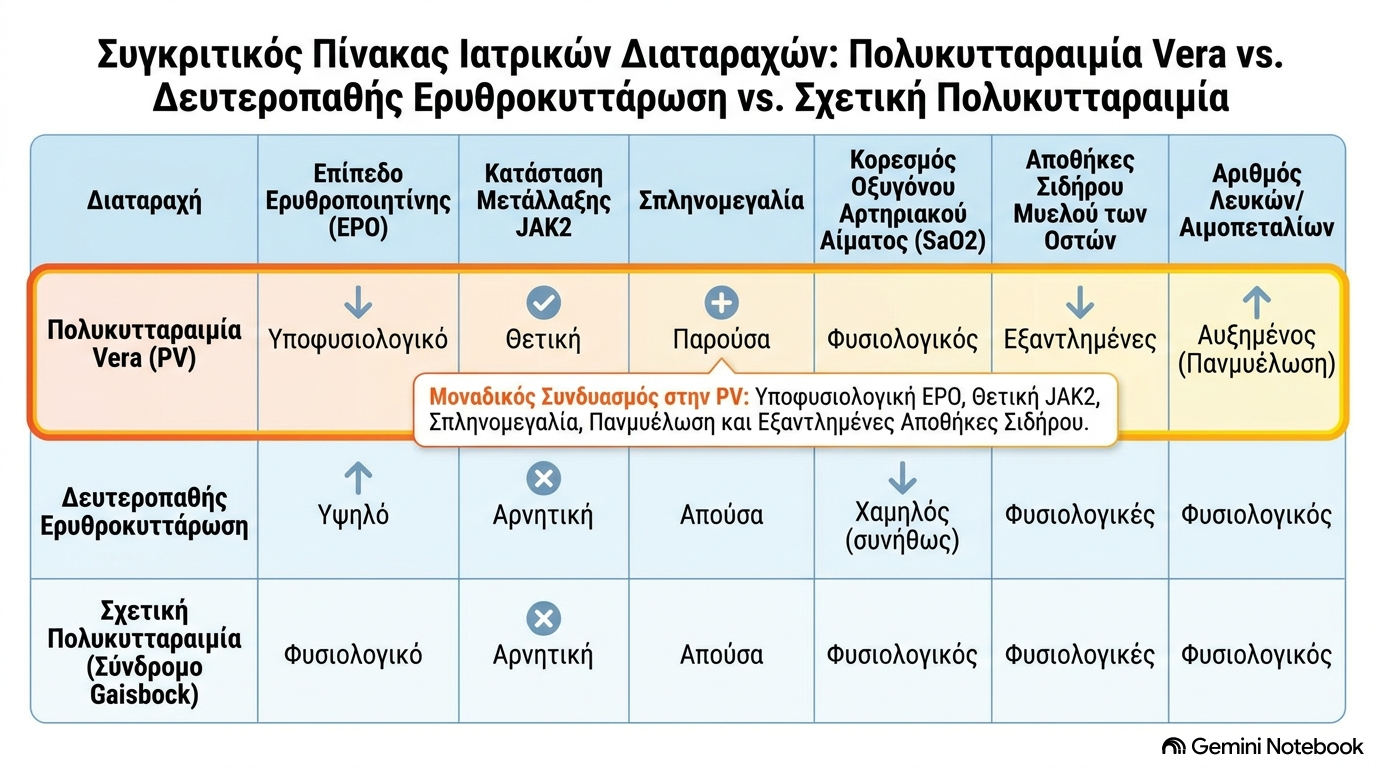 Συγκριτικός Πίνακας Ιατρικών Διαταραχών: Πολυκυτταραιμία Vera vs.
Δευτεροπαθής Ερυθροκυττάρωση vs. Σχετική Πολυκυτταραιμία
Διαταραχή
Επίπεδο
Ερυθροποιητίνης
(EPO)
Κατάσταση
Μετάλλαξης
JAK2
Σπληνομεγαλία
Κορεσμός
Οξυγόνου
Αρτηριακού
Αίματος (SaO2)
Αποθήκες
Σιδήρου
Μυελού των
Οστών
Αριθμός
Λευκών/
Αιμοπεταλίων
Πολυκυτταραιμία
Vera (PV)
Υποφυσιολογικό
Θετική
Παρούσα
Φυσιολογικός
Εξαντλημένες
Αυξημένος
(Πανμυέλωση)
Μοναδικός Συνδυασμός στην PV: Υποφυσιολογική EPO, Θετική JAK2,
Σπληνομεγαλία, Πανμυέλωση και Εξαντλημένες Αποθήκες Σιδήρου.
Δευτεροπαθής
Ερυθροκυττάρωση
Υψηλό
Αρνητική
Απούσα
Χαμηλός
(συνήθως)
Φυσιολογικές
Φυσιολογικός
Σχετική
Πολυκυτταραιμία
(Σύνδρομο
Gaisbock)
Φυσιολογικό
Αρνητική
Απούσα
Φυσιολογικός
Φυσιολογικές
Φυσιολογικός
Gemini Notebook